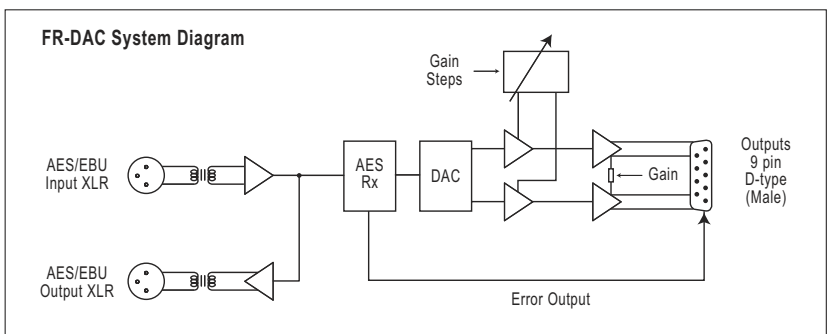 FR-DAC System Diagram
Gain
Steps
AES/EBU
Input XLR
AES
Rx
DAC
Gain
Outputs
9 pin
D-type
(Male)
AES/EBU
Output XLR
Error Output